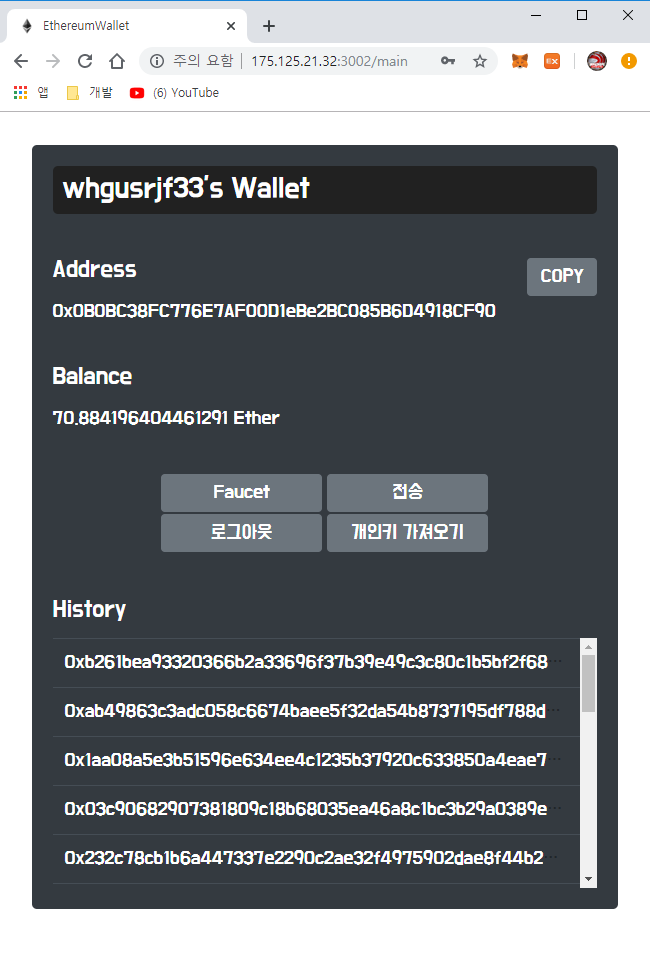 EthereumWallet
주의 요함 175.125.21.32:3002/main
앱 개발 (6) YouTube
whgusrjf33's Wallet
Address
COPY
0x0B0BC38FC776E7AF00D1eBe2BC085B6D4918CF90
Balance
70.884196404461291 Ether
Faucet 전송
로그아웃 개인키 가져오기
History
0xb261bea93320366b2a33696f37b39e49c3c80c1b5bf2f68...
0xab49863c3adc058c6674baee5f32da54b8737195df788d...
0x1aa08a5e3b51596e634ee4c1235b37920c633850a4eae7...
0x03c90682907381809c18b68035ea46a8c1bc3b29a0389e...
0x232c78cb1b6a447337e2290c2ae32f4975902dae8f44b2...